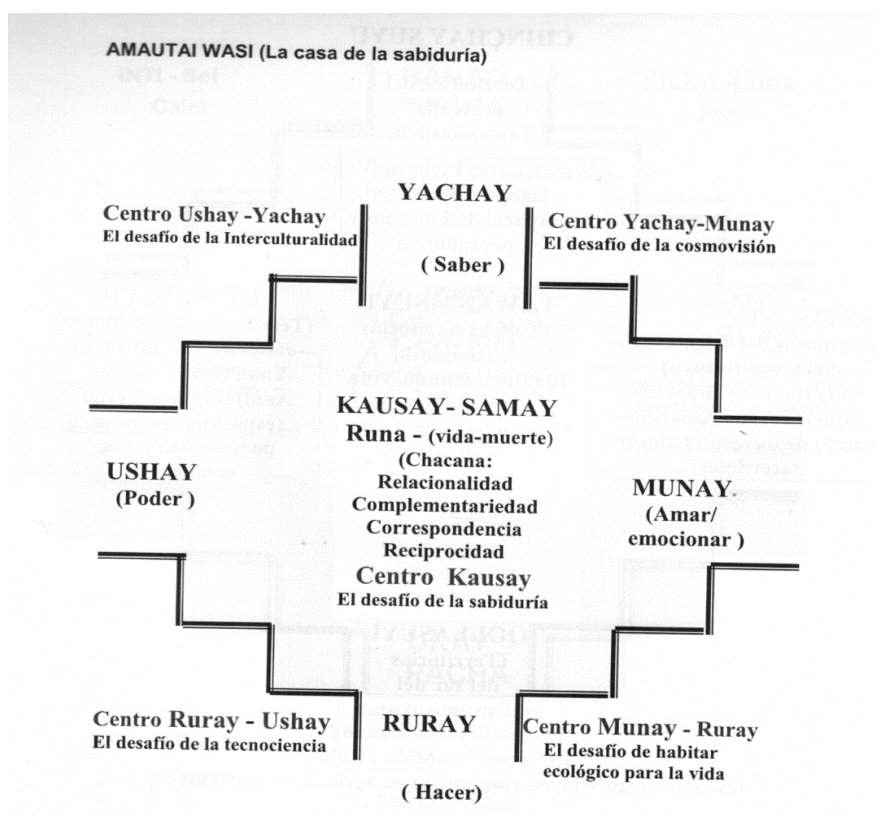 AMAUTAI WASI (La casa de la sabiduría)
YACHAY
( Saber )
Centro Ushay -Yachay
El desafío de la Interculturalidad
Centro Yachay-Munay
El desafío de la cosmovisión
USHAY
(Poder )
KAUSAY- SAMAY
Runa - (vida-muerte)
(Chacana:
Relacionalidad
Complementariedad
Correspondencia
Reciprocidad
Centro Kausay
El desafío de la sabiduría
MUNAY.
(Amar/
emocionar )
Centro Ruray - Ushay
El desafío de la tecnociencia
RURAY
( Hacer)
Centro Munay - Ruray
El desafío de habitar
ecológico para la vida